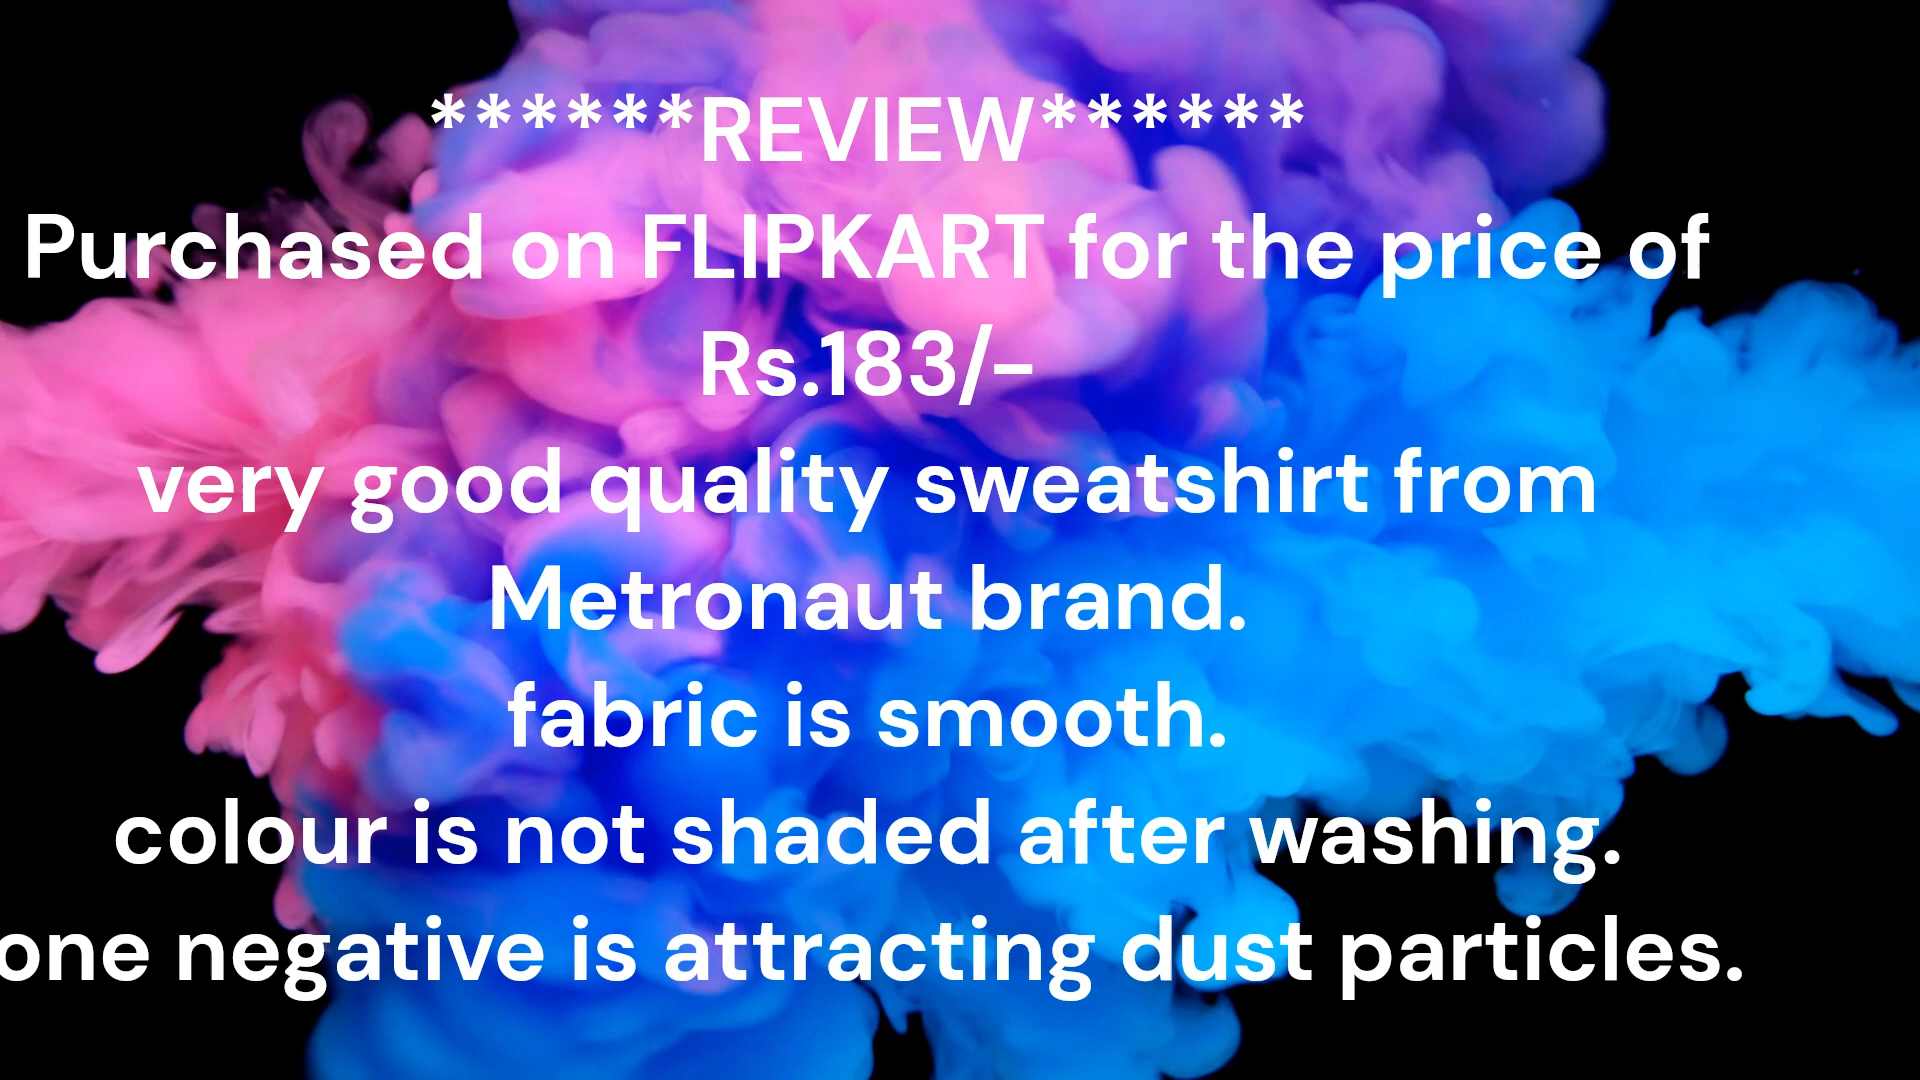 ******REVIEW******
Purchased on FLIPKART for the price of
Rs.183/-
very good quality sweatshirt from
Metronaut brand.
fabric is smooth.
colour is not shaded after washing.
one negative is attracting dust particles.